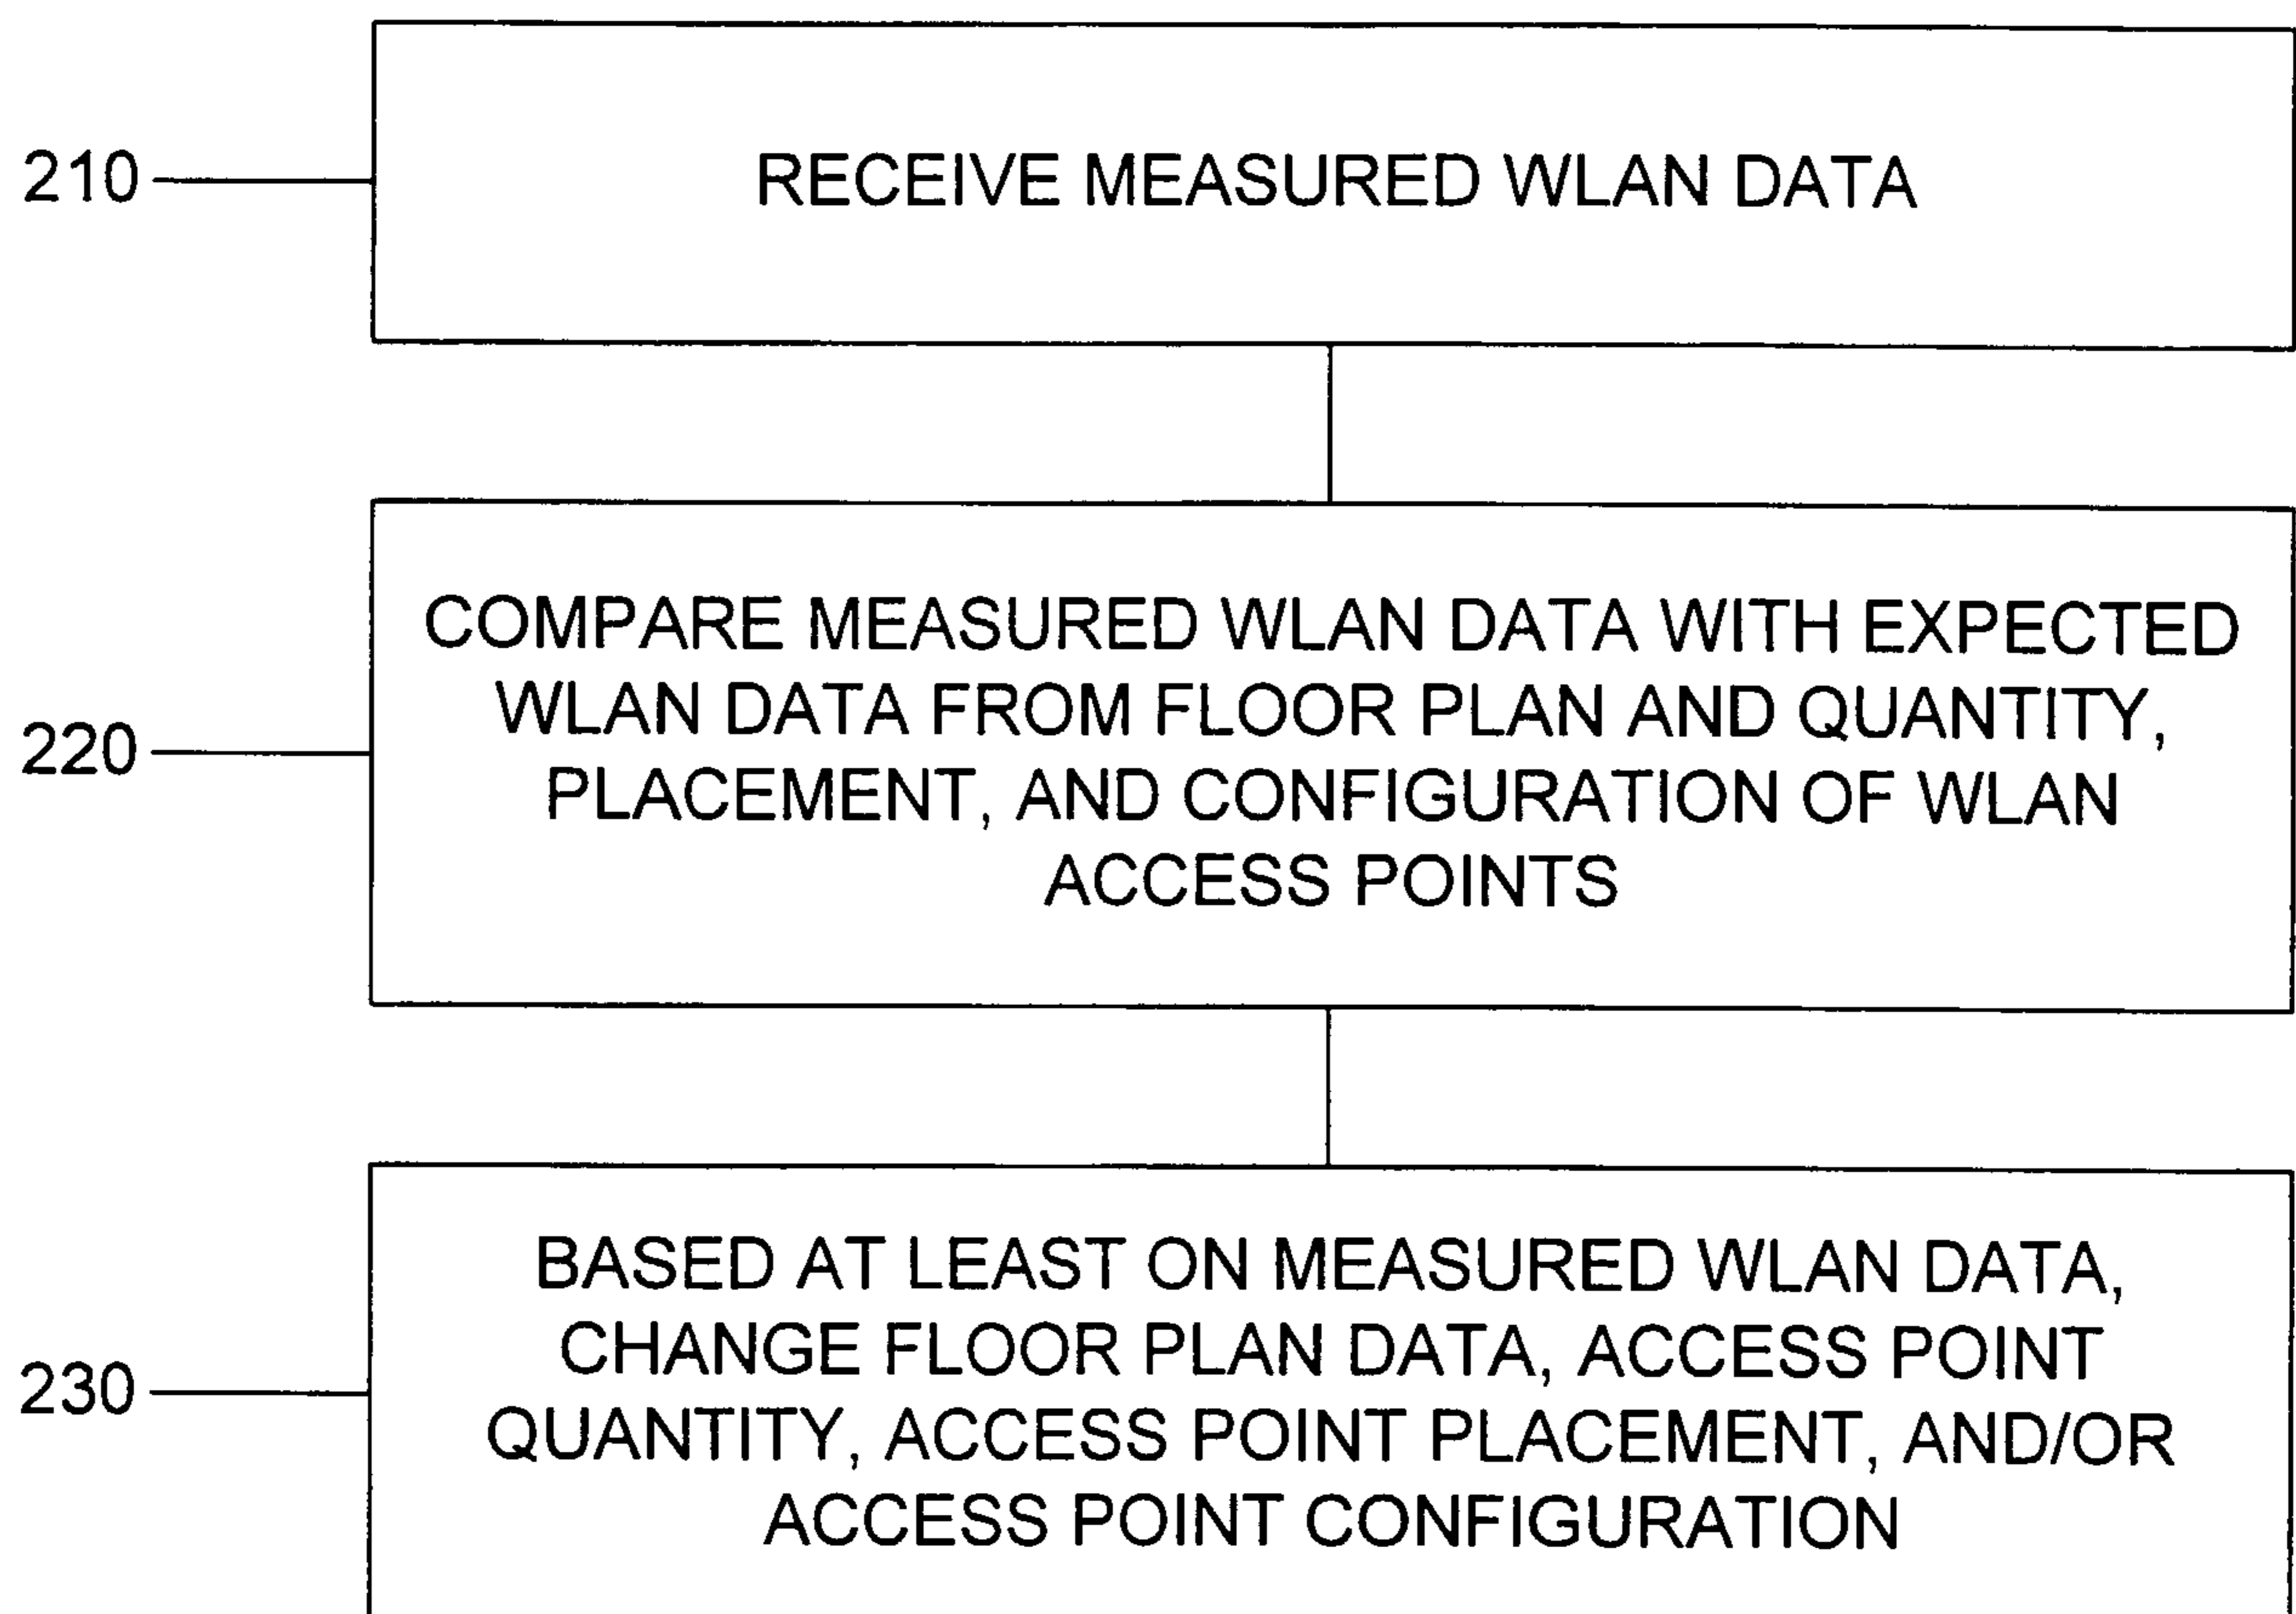 210
RECEIVE MEASURED WLAN DATA
220
COMPARE MEASURED WLAN DATA WITH EXPECTED
WLAN DATA FROM FLOOR PLAN AND QUANTITY,
PLACEMENT, AND CONFIGURATION OF WLAN
ACCESS POINTS
230
BASED AT LEAST ON MEASURED WLAN DATA,
CHANGE FLOOR PLAN DATA, ACCESS POINT
QUANTITY, ACCESS POINT PLACEMENT, AND/OR
ACCESS POINT CONFIGURATION